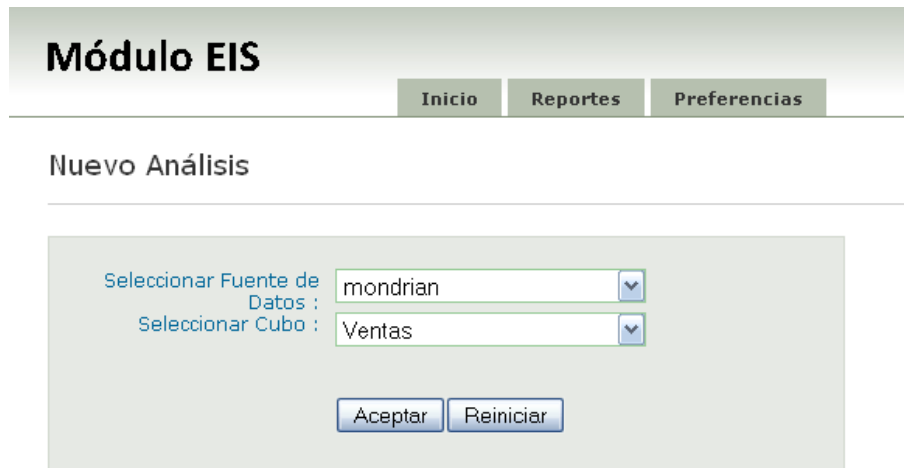 Módulo EIS
Inicio Reportes Preferencias
Nuevo Análisis
Seleccionar Fuente de
Datos :
mondrian
Seleccionar Cubo :
Ventas
Aceptar Reiniciar